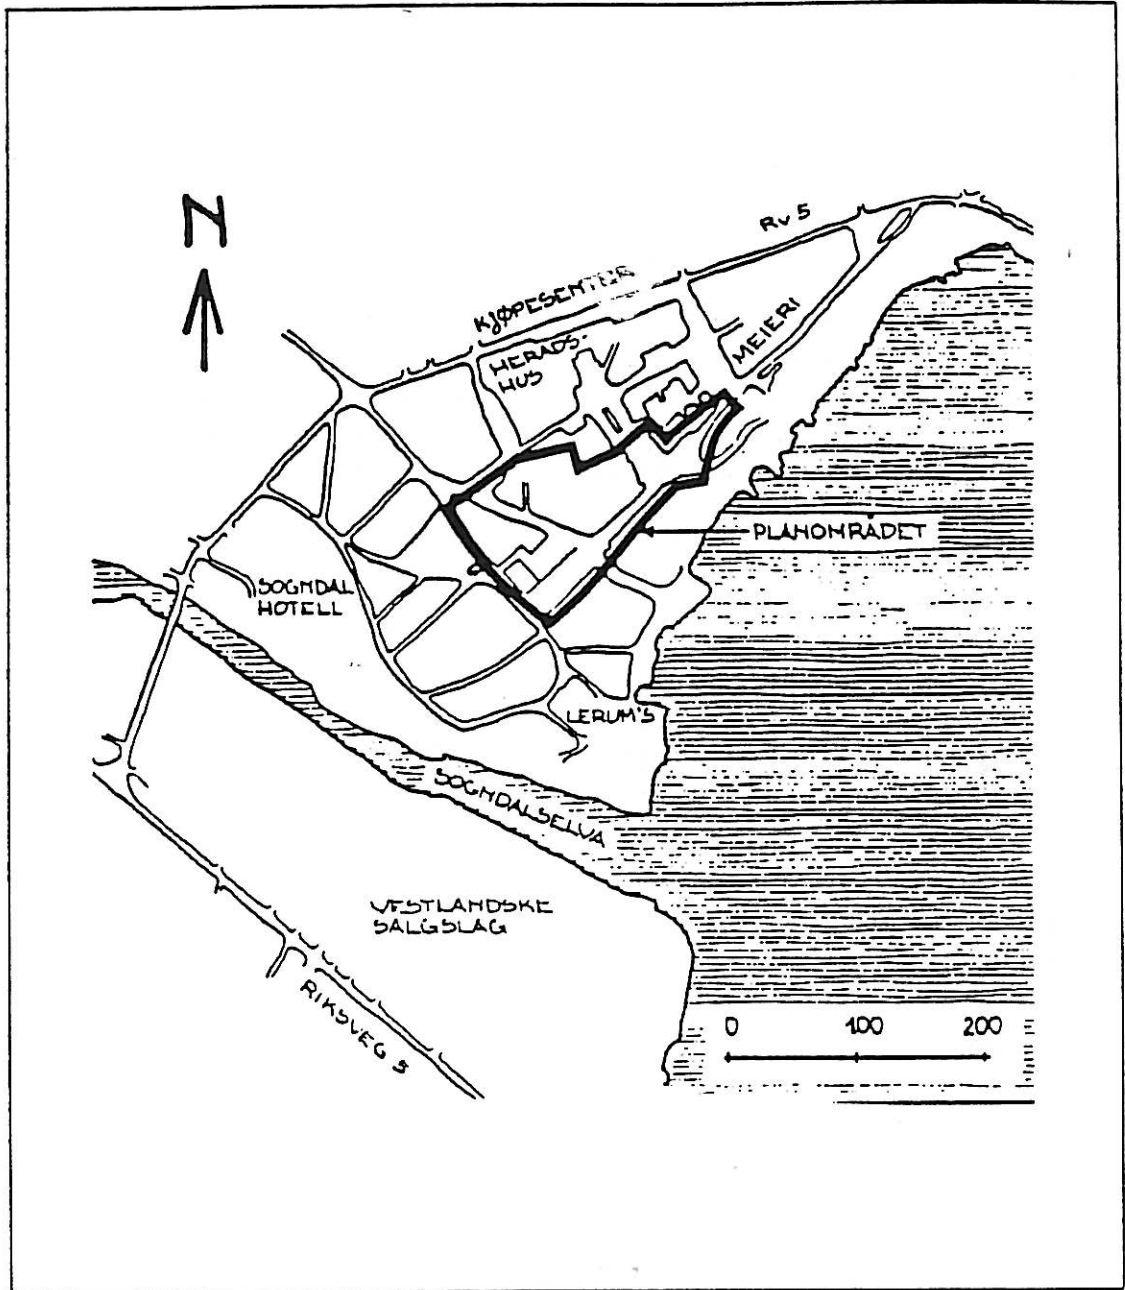 N
Rv 5
KJØPESENTER
HERADS-
HUS
MEIERI
PLANOMRÅDET
SOGNDAL
HOTELL
LERUM'S
SOGNDALSELVA
VESTLANDSKE
SALGSLAG
RIKSVEG 5
0 100 200